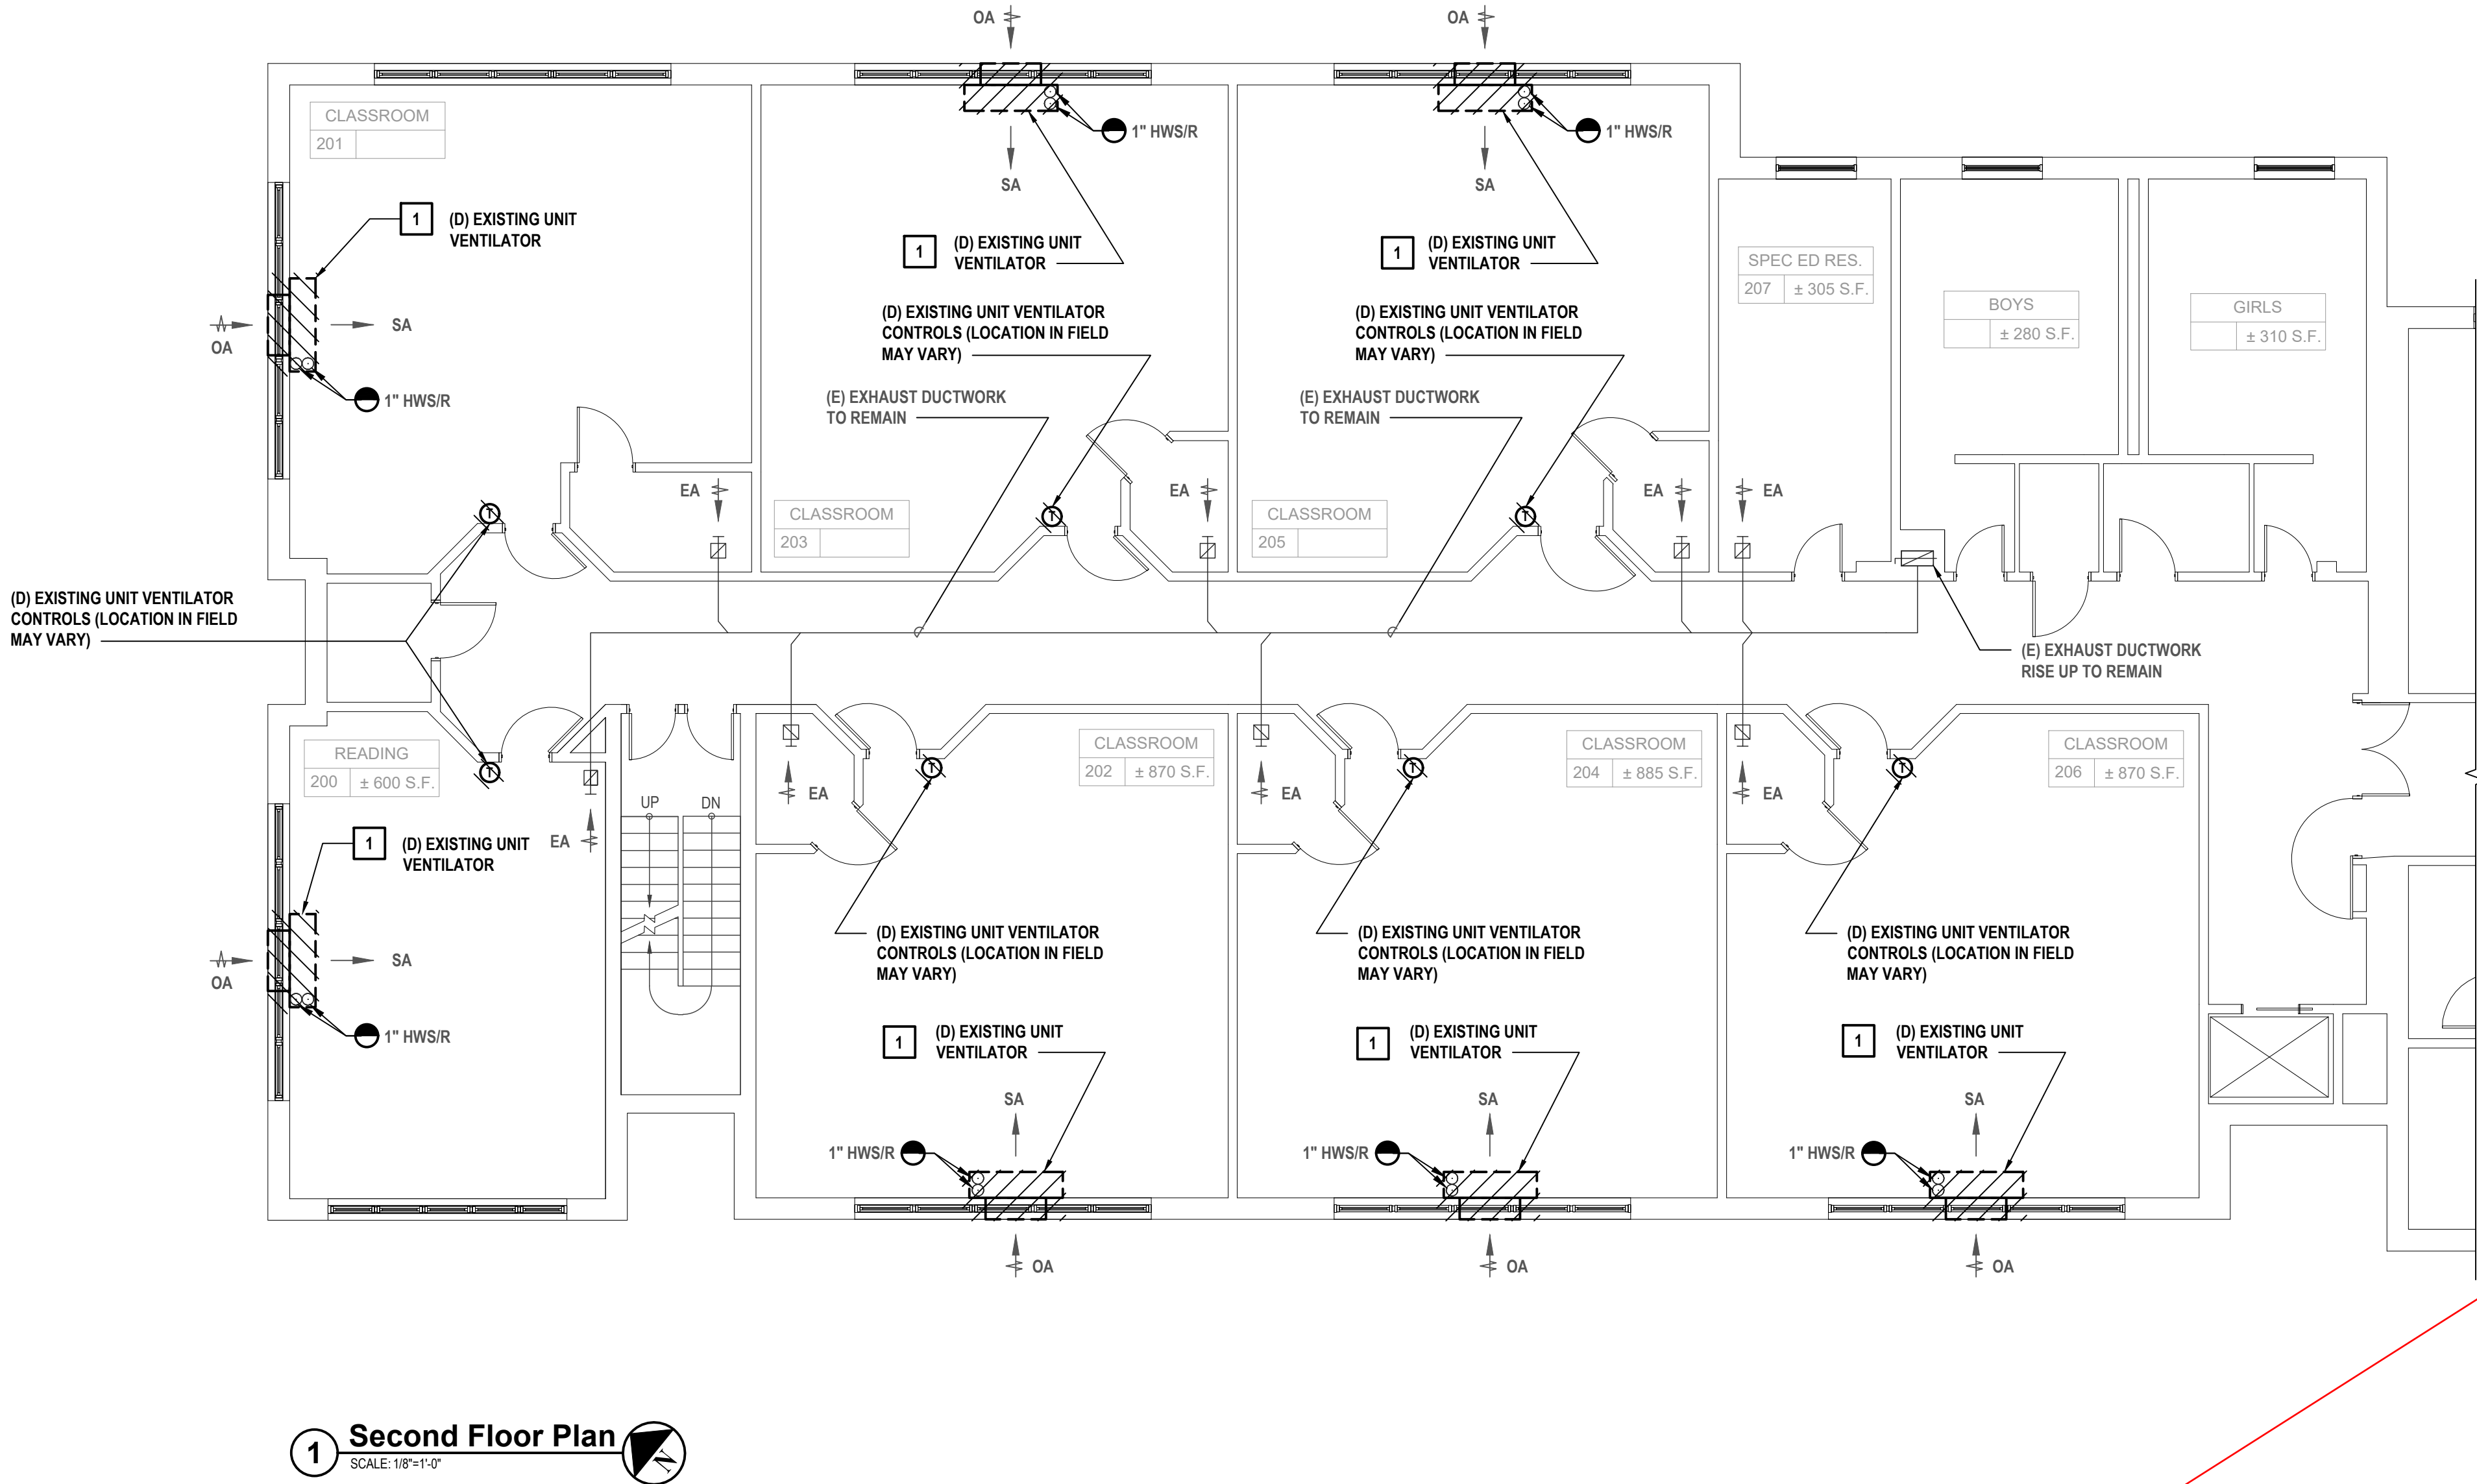 OA
OA
CLASSROOM
201
1" HWS/R
1" HWS/R
SA
SA
1
(D) EXISTING UNIT
VENTILATOR
1
(D) EXISTING UNIT
VENTILATOR
1
(D) EXISTING UNIT
VENTILATOR
SPEC ED RES.
207 ± 305 S.F.
BOYS
± 280 S.F.
GIRLS
± 310 S.F.
OA
SA
1" HWS/R
(D) EXISTING UNIT VENTILATOR
CONTROLS (LOCATION IN FIELD
MAY VARY)
(D) EXISTING UNIT VENTILATOR
CONTROLS (LOCATION IN FIELD
MAY VARY)
(E) EXHAUST DUCTWORK
TO REMAIN
(E) EXHAUST DUCTWORK
TO REMAIN
EA
EA
EA
EA
T
CLASSROOM
203
T
CLASSROOM
205
T
(D) EXISTING UNIT VENTILATOR
CONTROLS (LOCATION IN FIELD
MAY VARY)
(E) EXHAUST DUCTWORK
RISE UP TO REMAIN
READING
200 ± 600 S.F.
T
EA
UP
DN
EA
T
CLASSROOM
202 ± 870 S.F.
EA
T
CLASSROOM
204 ± 885 S.F.
EA
T
CLASSROOM
206 ± 870 S.F.
1
(D) EXISTING UNIT
VENTILATOR
OA
SA
1" HWS/R
(D) EXISTING UNIT VENTILATOR
CONTROLS (LOCATION IN FIELD
MAY VARY)
(D) EXISTING UNIT VENTILATOR
CONTROLS (LOCATION IN FIELD
MAY VARY)
(D) EXISTING UNIT VENTILATOR
CONTROLS (LOCATION IN FIELD
MAY VARY)
1
(D) EXISTING UNIT
VENTILATOR
1
(D) EXISTING UNIT
VENTILATOR
1
(D) EXISTING UNIT
VENTILATOR
SA
SA
SA
1" HWS/R
1" HWS/R
1" HWS/R
OA
OA
OA
1
Second Floor Plan
SCALE: 1/8"=1'-0"
N